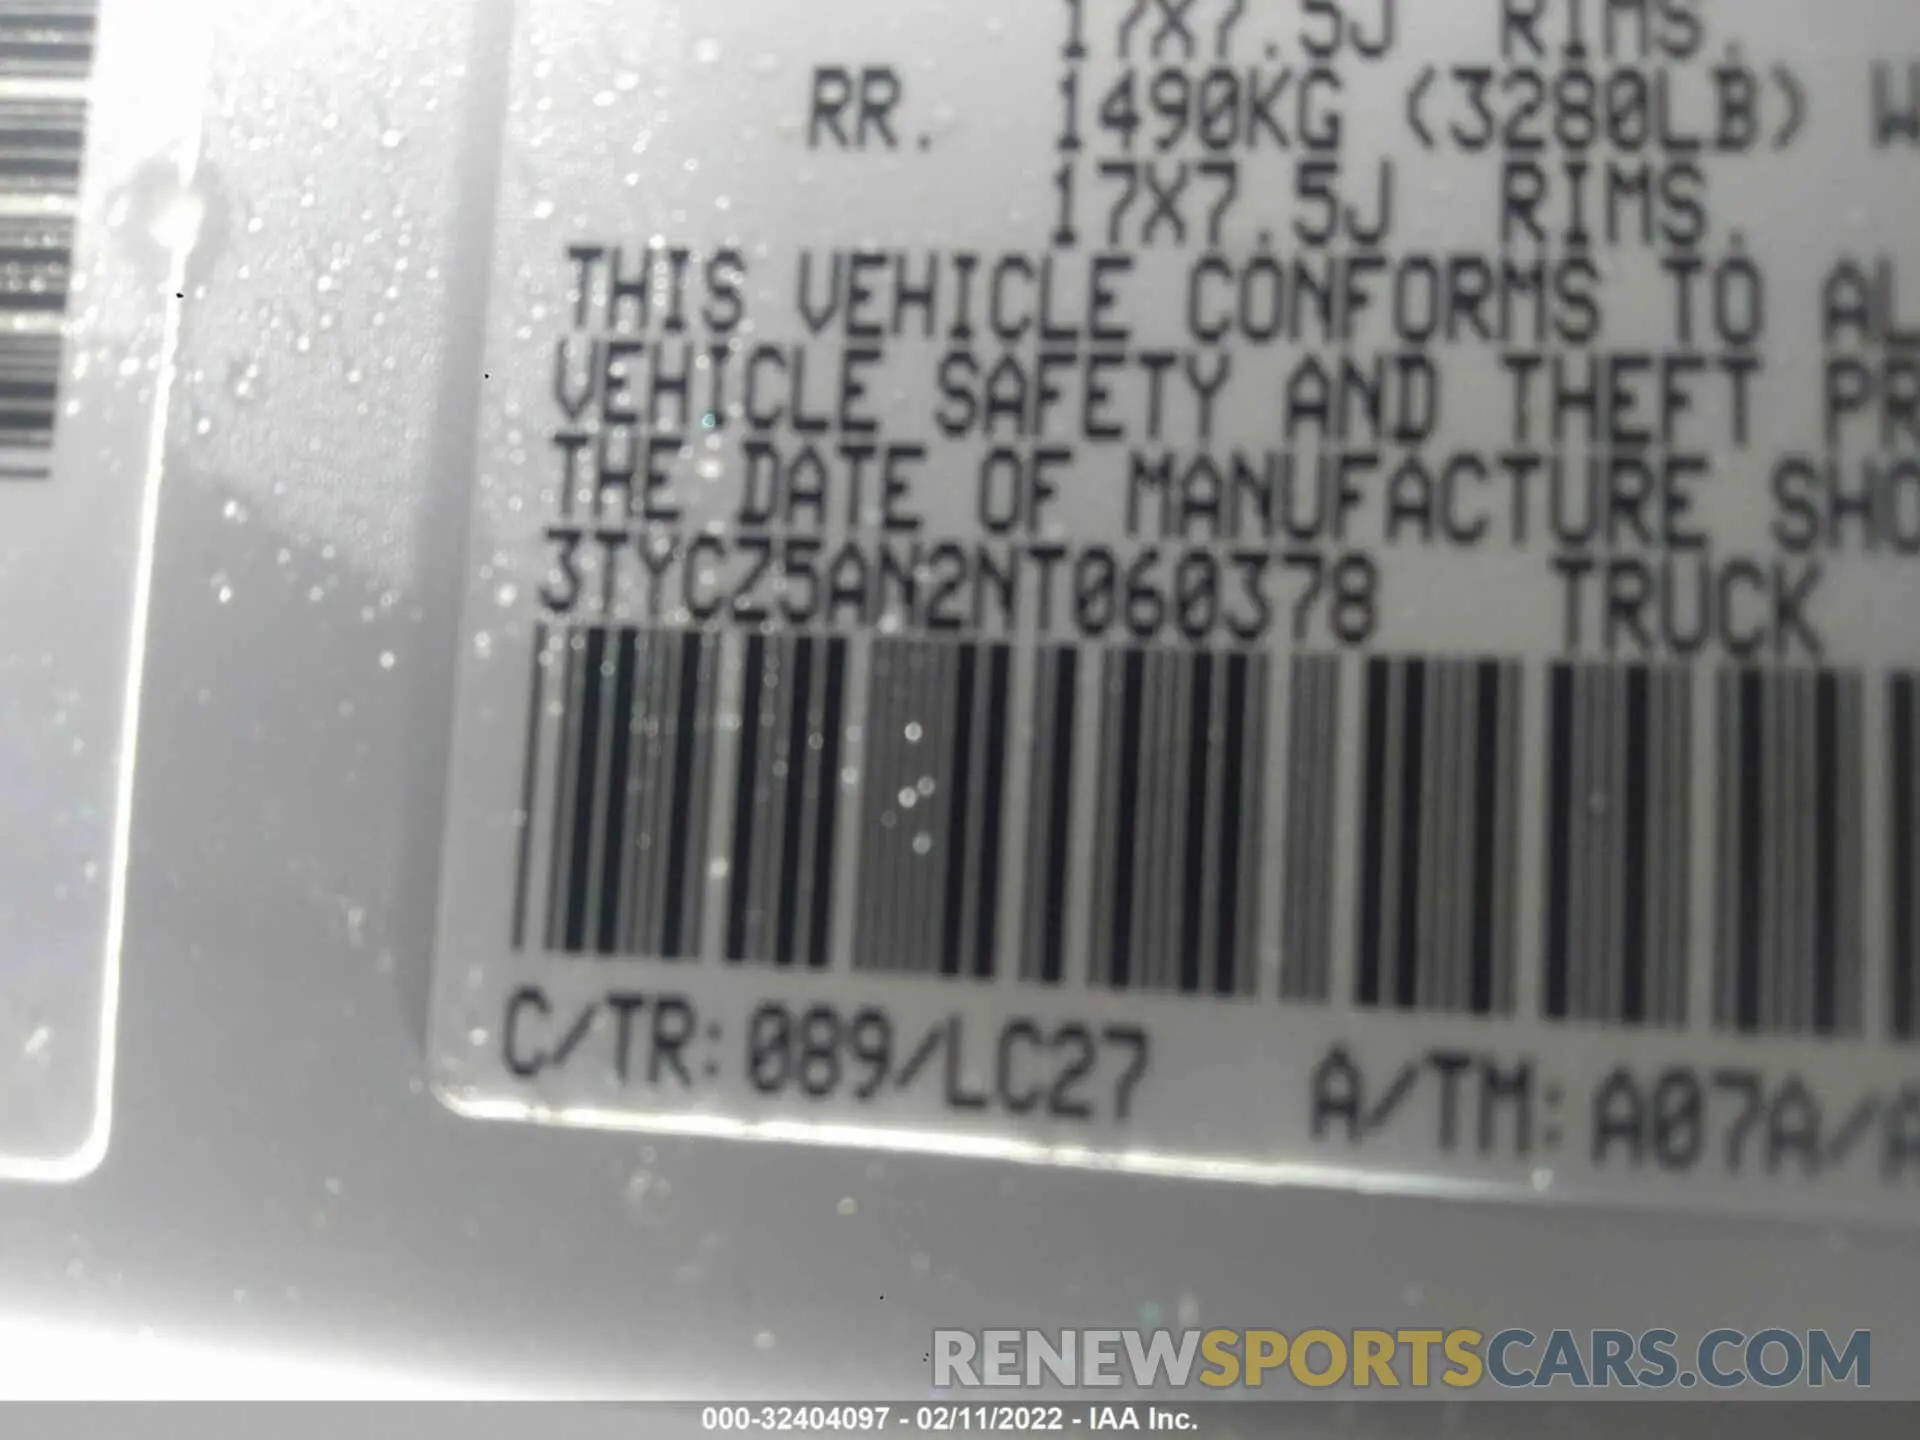 17X7.5J RIMS.
RR. 1490KG (3280LB) W
17X7.5J RIMS.
THIS VEHICLE CONFORMS TO AL
VEHICLE SAFETY AND THEFT PR
THE DATE OF MANUFACTURE SHO
3TYCZ5AN2NT060378 TRUCK
C/TR: 089/LC27 A/TM: A07A/A
RENEWSPORTSCARS.COM
000-32404097 - 02/11/2022 - IAA Inc.